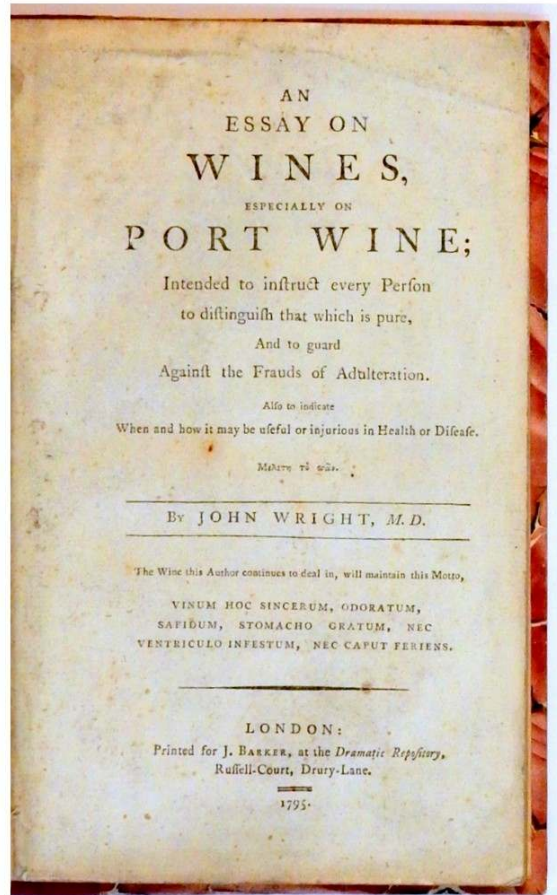 AN
ESSAY ON
WINES,
ESPECIALLY ON
PORT WINE;
Intended to inſtruct every Perſon
to diſtinguiſh that which is pure,
And to guard
Againſt the Frauds of Adulteration.
Alſo to indicate
When and how it may be uſeful or injurious in Health or Diſeaſe.
Μελετη τὸ
BY JOHN WRIGHT, M.D.
The Wine this Author continues to deal in, will maintain this Motto,
VINUM HOC SINCERUM, ODORATUM,
SAPIDUM, STOMACHO GRATUM, NEC
VENTRICULO INFESTUM, NEC CAPUT FERIENS.
LONDON:
Printed for J. BARKER, at the Dramatic Repoſitory,
Ruſſell-Court, Drury-Lane.
1795.